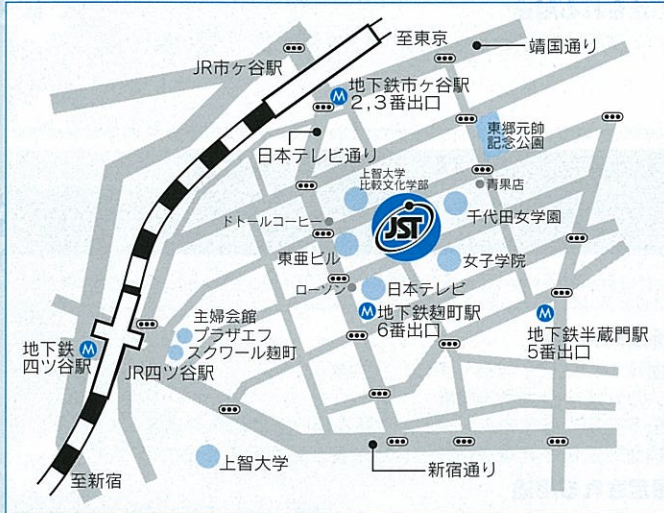 至東京
靖国通り
JR市ヶ谷駅
地下鉄市ヶ谷駅
2,3番出口
東郷元帥
記念公園
日本テレビ通り
上智大学
比較文化学部
青果店
ドトールコーヒー
JST
千代田女学園
東亜ビル
女子学院
ローソン
日本テレビ
主婦会館
プラザエフ
スクワール麹町
地下鉄麹町駅
6番出口
地下鉄半蔵門駅
5番出口
地下鉄
四ツ谷駅
JR四ツ谷駅
上智大学
新宿通り
至新宿